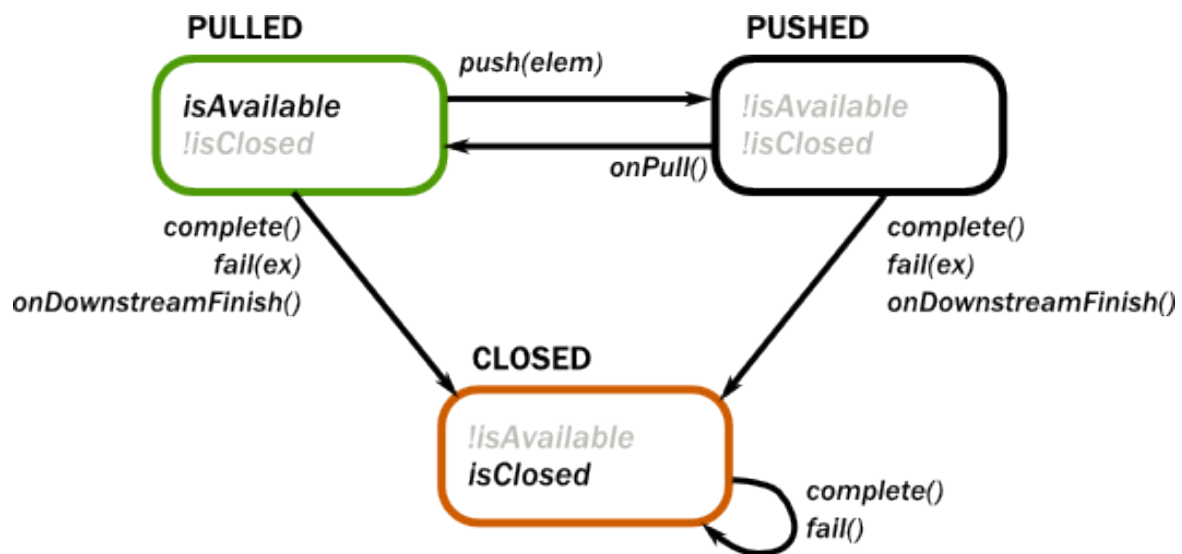 PULLED
PUSHED
push(elem)
isAvailable
!isClosed
!isAvailable
!isClosed
onPull()
complete()
fail(ex)
onDownstreamFinish()
complete()
fail(ex)
onDownstreamFinish()
CLOSED
!isAvailable
isClosed
complete()
fail()